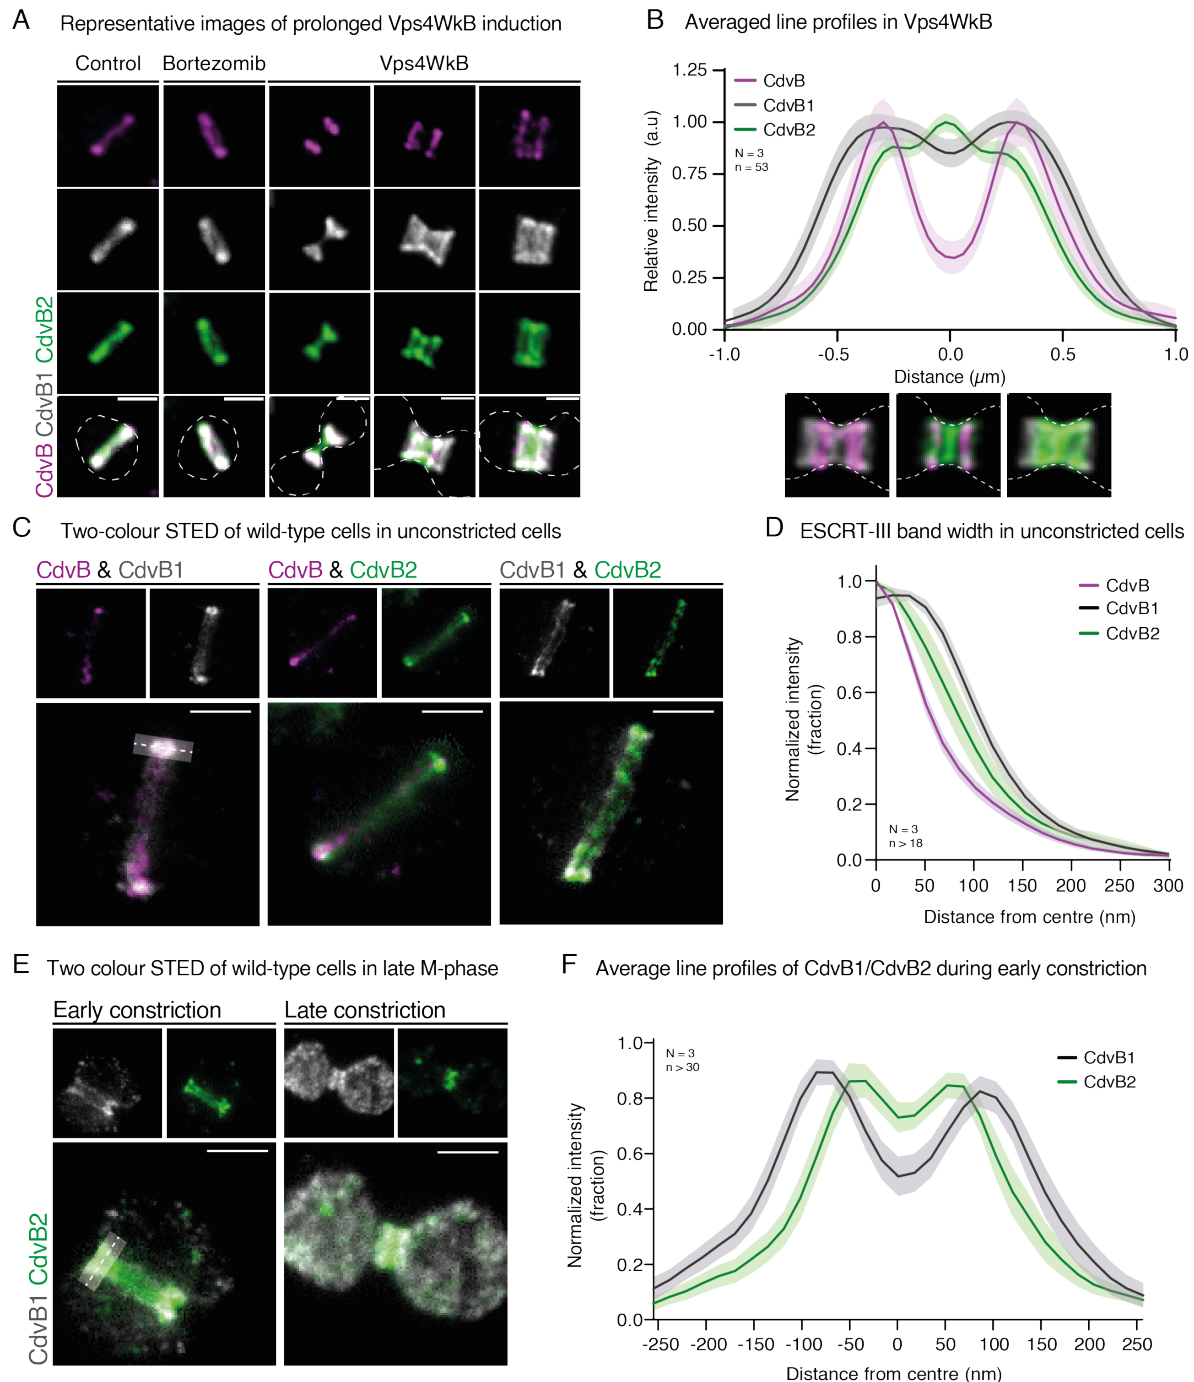 A Representative images of prolonged Vps4WkB induction
Control Bortezomib Vps4WkB
CdvB CdvB1 CdvB2
B Averaged line profiles in Vps4WkB
Relative intensity (a.u)
1.25
1.00
0.75
0.50
0.25
0.00
CdvB
CdvB1
CdvB2
N = 3
n = 53
-1.0 -0.5 0.0 0.5 1.0
Distance (µm)
C Two-colour STED of wild-type cells in unconstricted cells
CdvB & CdvB1 CdvB & CdvB2 CdvB1 & CdvB2
D ESCRT-III band width in unconstricted cells
Normalized intensity
(fraction)
1.0
0.8
0.6
0.4
0.2
0.0
CdvB
CdvB1
CdvB2
N = 3
n > 18
0 50 100 150 200 250 300
Distance from centre (nm)
E Two colour STED of wild-type cells in late M-phase
Early constriction Late constriction
CdvB1 CdvB2
F Average line profiles of CdvB1/CdvB2 during early constriction
Normalized intensity
(fraction)
1.0
0.8
0.6
0.4
0.2
0.0
N = 3
n > 30
CdvB1
CdvB2
-250 -200 -150 -100 -50 0 50 100 150 200 250
Distance from centre (nm)